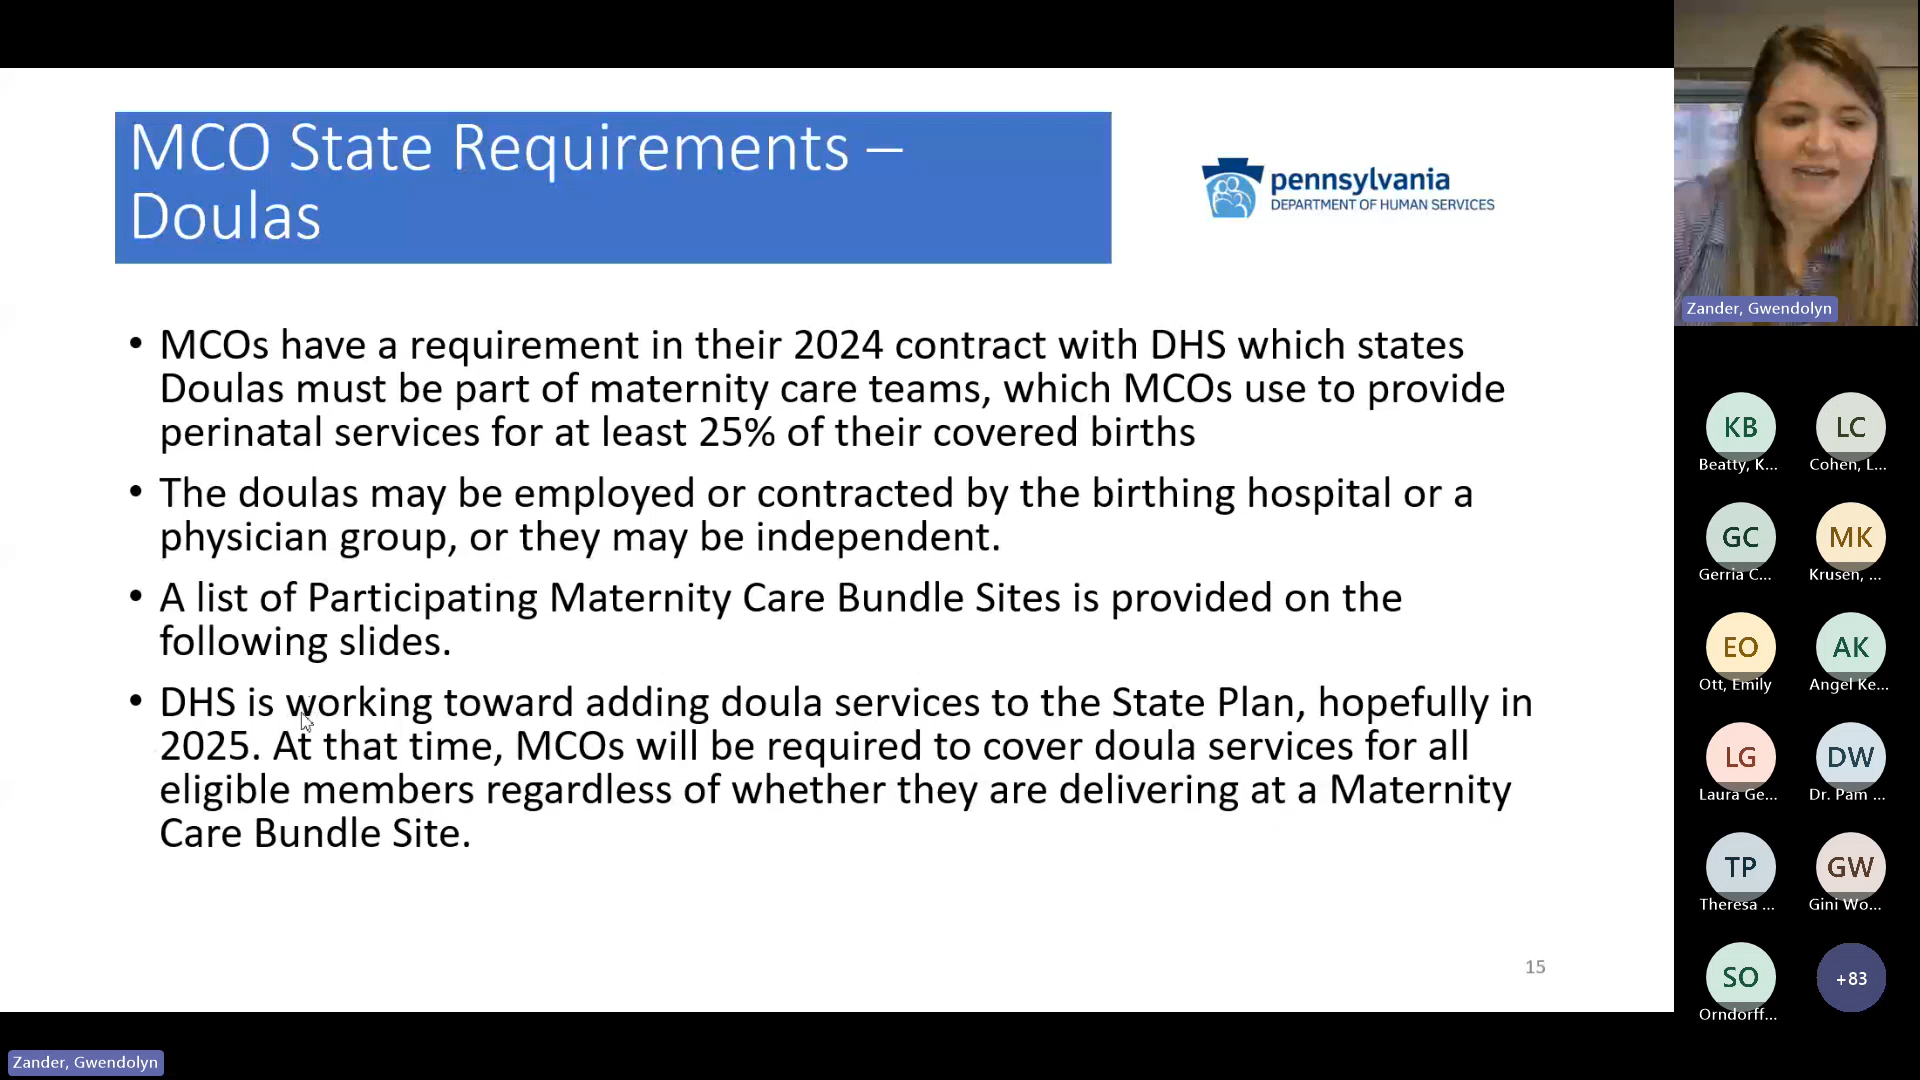 MCO State Requirements –
Doulas
pennsylvania
DEPARTMENT OF HUMAN SERVICES
• MCOs have a requirement in their 2024 contract with DHS which states
Doulas must be part of maternity care teams, which MCOs use to provide
perinatal services for at least 25% of their covered births
• The doulas may be employed or contracted by the birthing hospital or a
physician group, or they may be independent.
• A list of Participating Maternity Care Bundle Sites is provided on the
following slides.
• DHS is working toward adding doula services to the State Plan, hopefully in
2025. At that time, MCOs will be required to cover doula services for all
eligible members regardless of whether they are delivering at a Maternity
Care Bundle Site.
15
Zander, Gwendolyn
KB
Beatty, K...
LC
Cohen, L...
GC
Gerria C...
MK
Krusen, ...
EO
Ott, Emily
AK
Angel Ke...
LG
Laura Ge...
DW
Dr. Pam ...
TP
Theresa ...
GW
Gini Wo...
SO
Orndorff...
+83
Zander, Gwendolyn